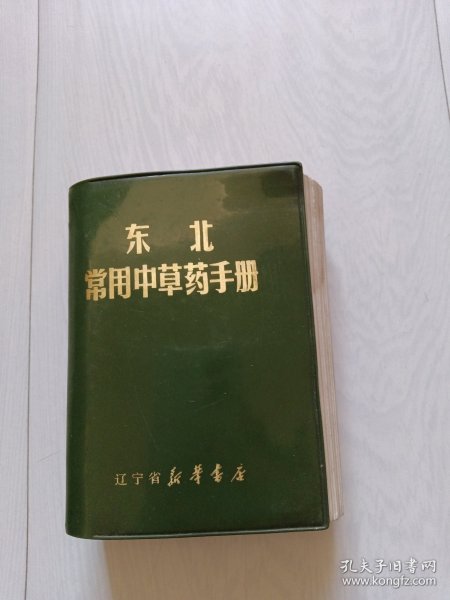 东 北
常用中草药手册
辽宁省新华书店
孔夫子旧书网
www.kongfz.com